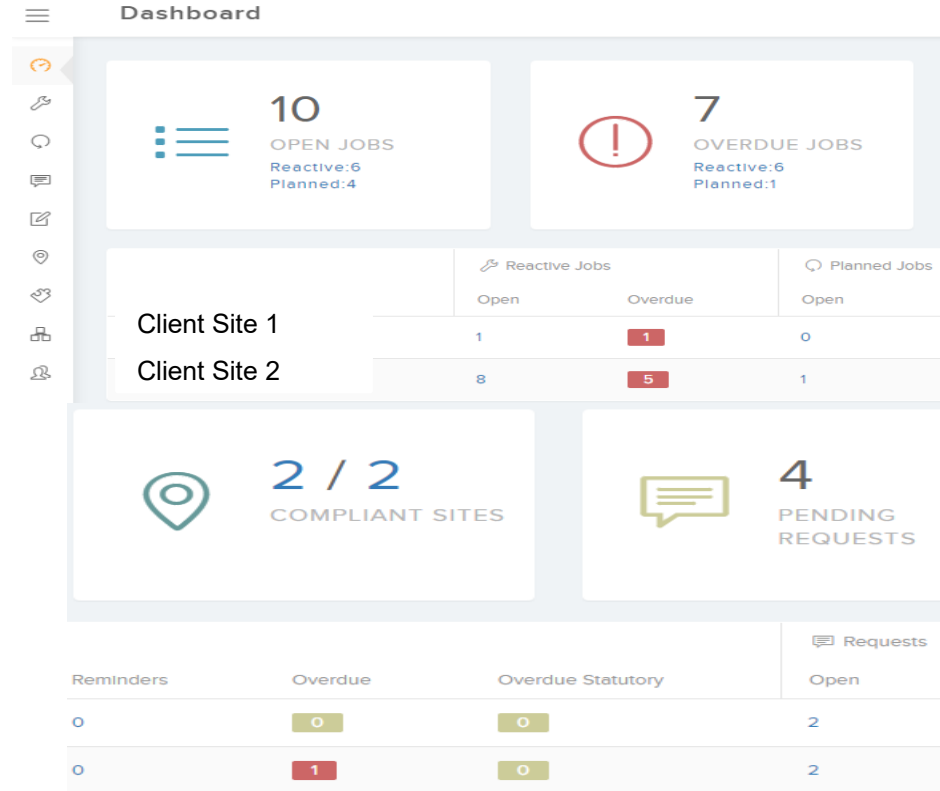 Dashboard
10
OPEN JOBS
Reactive:6
Planned:4
7
OVERDUE JOBS
Reactive:6
Planned:1
Reactive Jobs
Planned Jobs
Open
Overdue
Open
Client Site 1
1
1
0
Client Site 2
8
5
1
2 / 2
COMPLIANT SITES
4
PENDING
REQUESTS
Requests
Reminders
Overdue
Overdue Statutory
Open
0
0
0
2
0
1
0
2